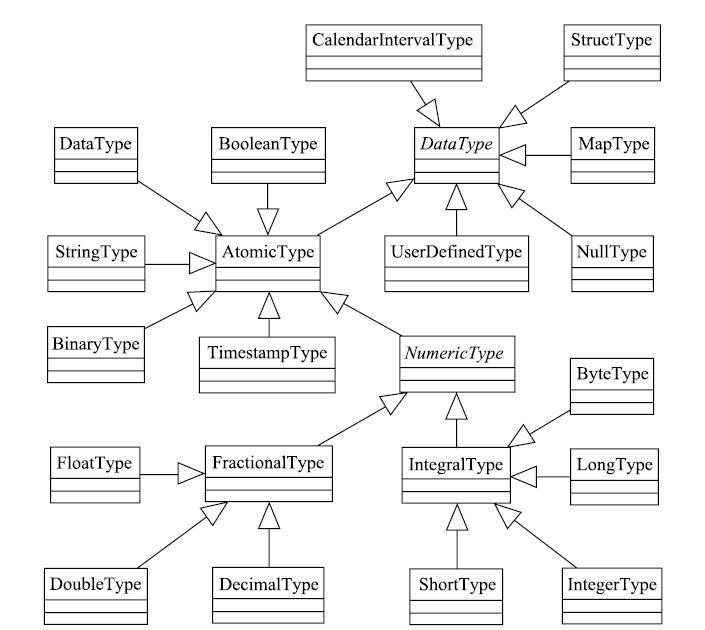 CalendarIntervalType
StructType
DataType
BooleanType
DataType
MapType
StringType
AtomicType
UserDefinedType
NullType
BinaryType
TimestampType
NumericType
ByteType
FloatType
FractionalType
IntegralType
LongType
DoubleType
DecimalType
ShortType
IntegerType